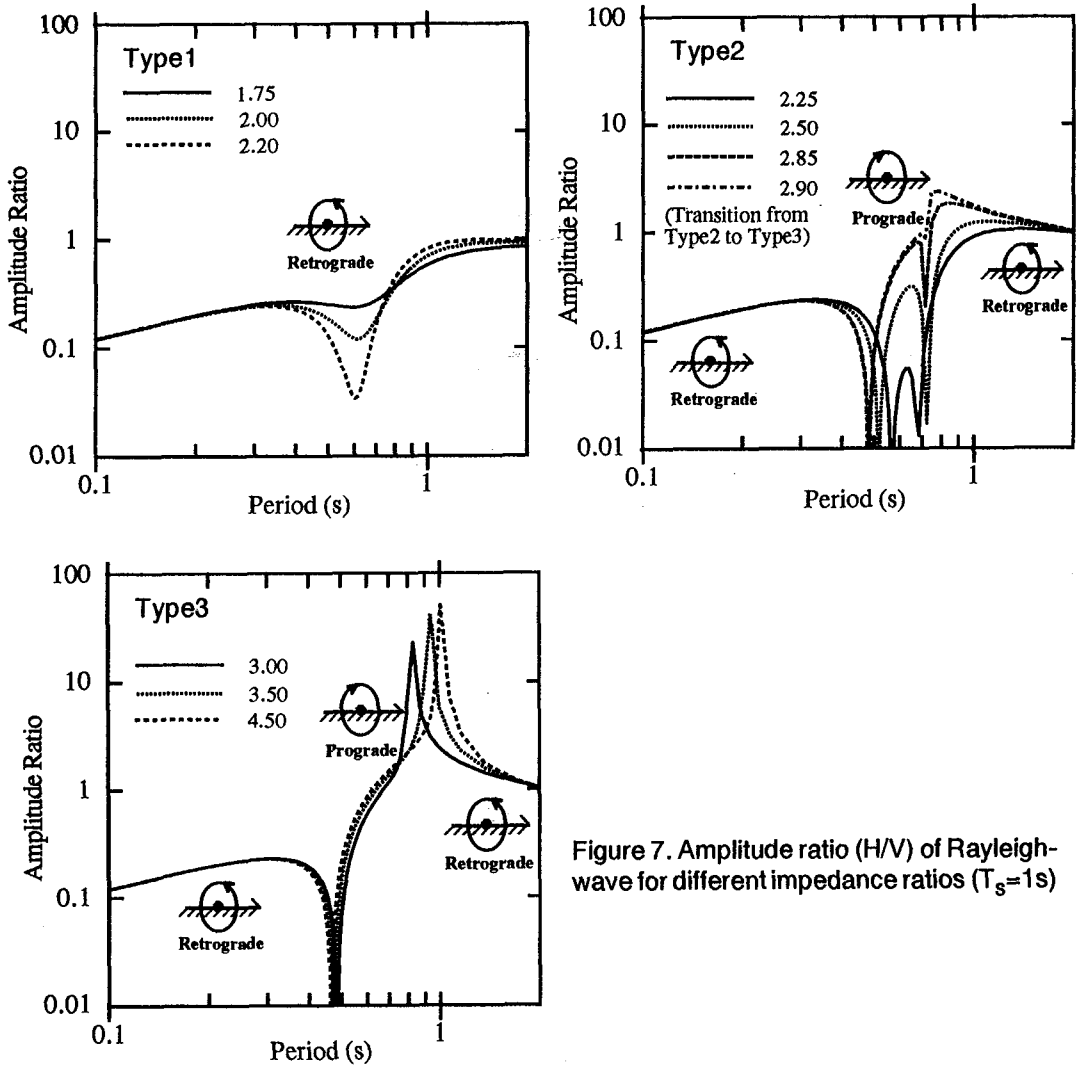 100
10
1
0.1
0.01
Amplitude Ratio
Type1
1.75
2.00
2.20
Retrograde
0.1
1
Period (s)
100
10
1
0.1
0.01
Amplitude Ratio
Type2
2.25
2.50
2.85
2.90
(Transition from
Type2 to Type3)
Prograde
Retrograde
Retrograde
0.1
1
Period (s)
100
10
1
0.1
0.01
Amplitude Ratio
Type3
3.00
3.50
4.50
Prograde
Retrograde
Retrograde
0.1
1
Period (s)
Figure 7. Amplitude ratio (H/V) of Rayleigh-
wave for different impedance ratios (Ts=1s)